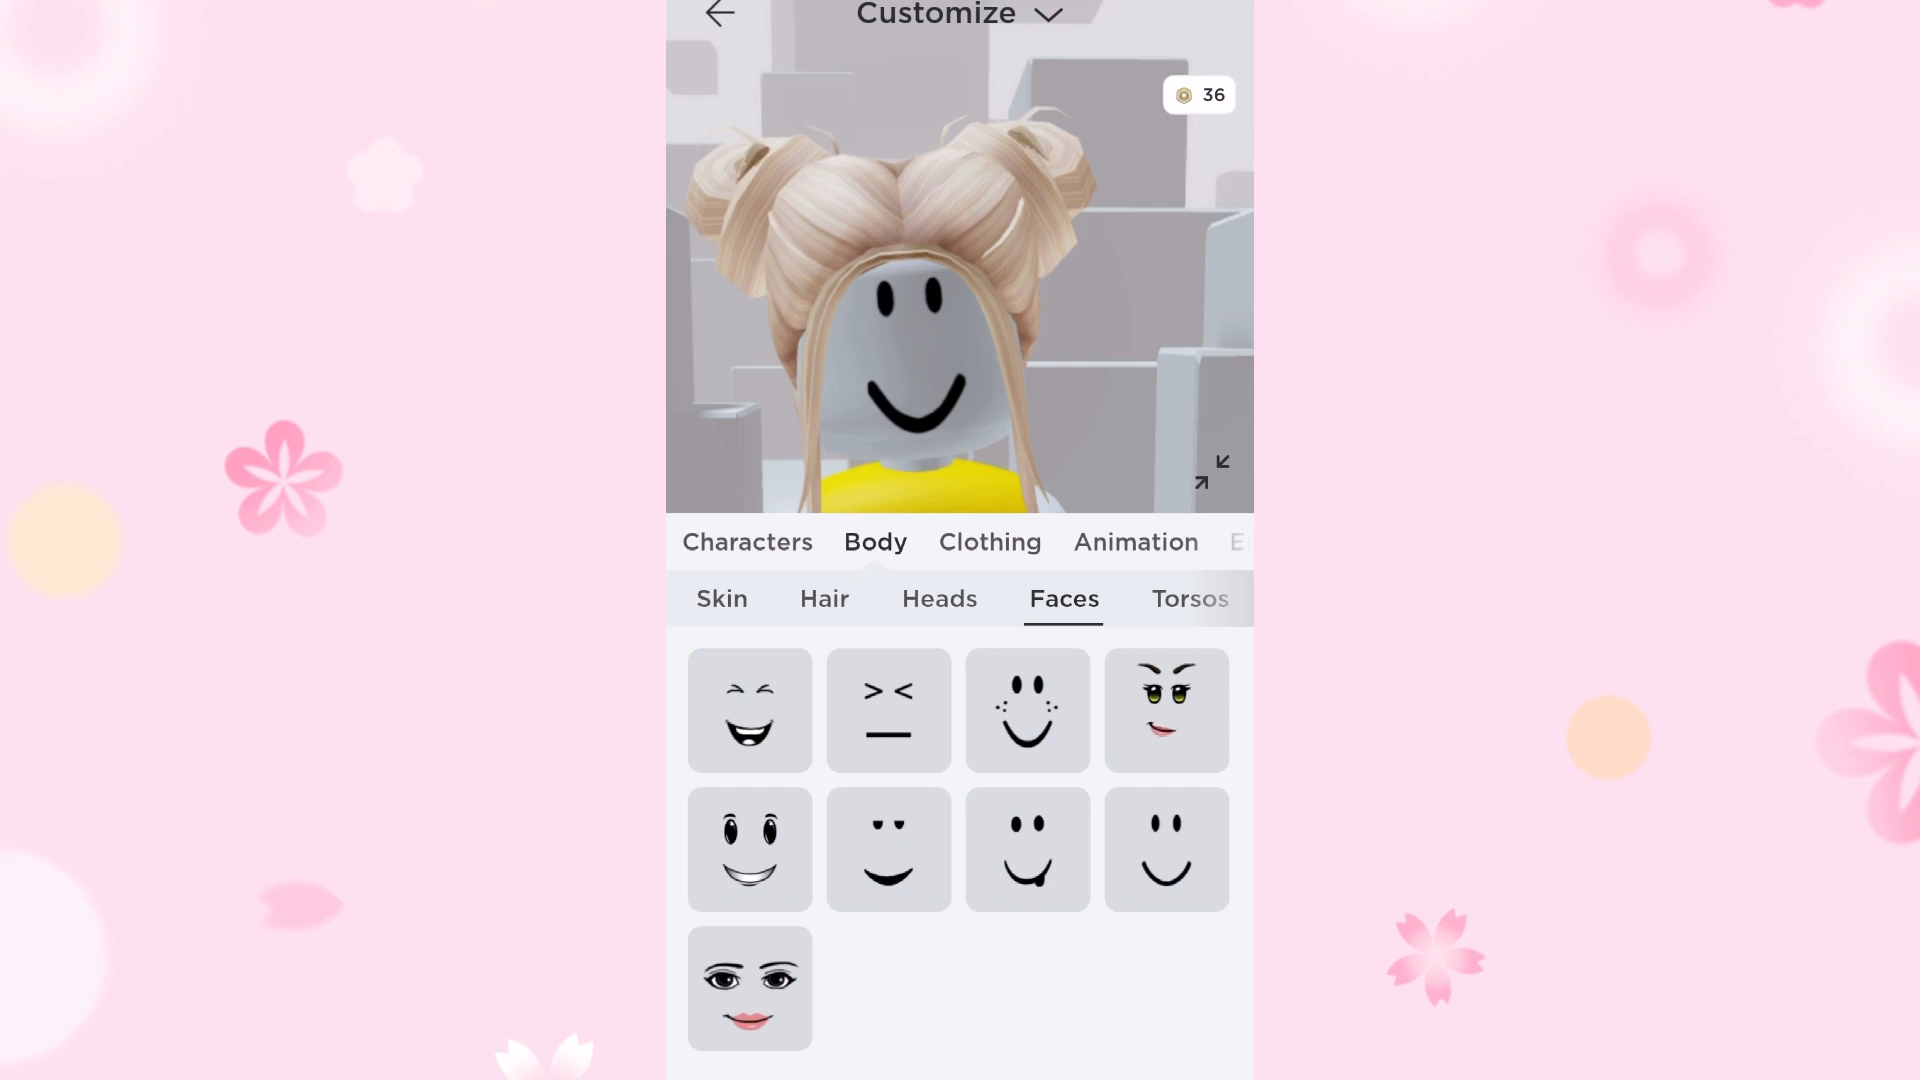 Customize
36
Characters Body Clothing Animation E
Skin Hair Heads Faces Torsos